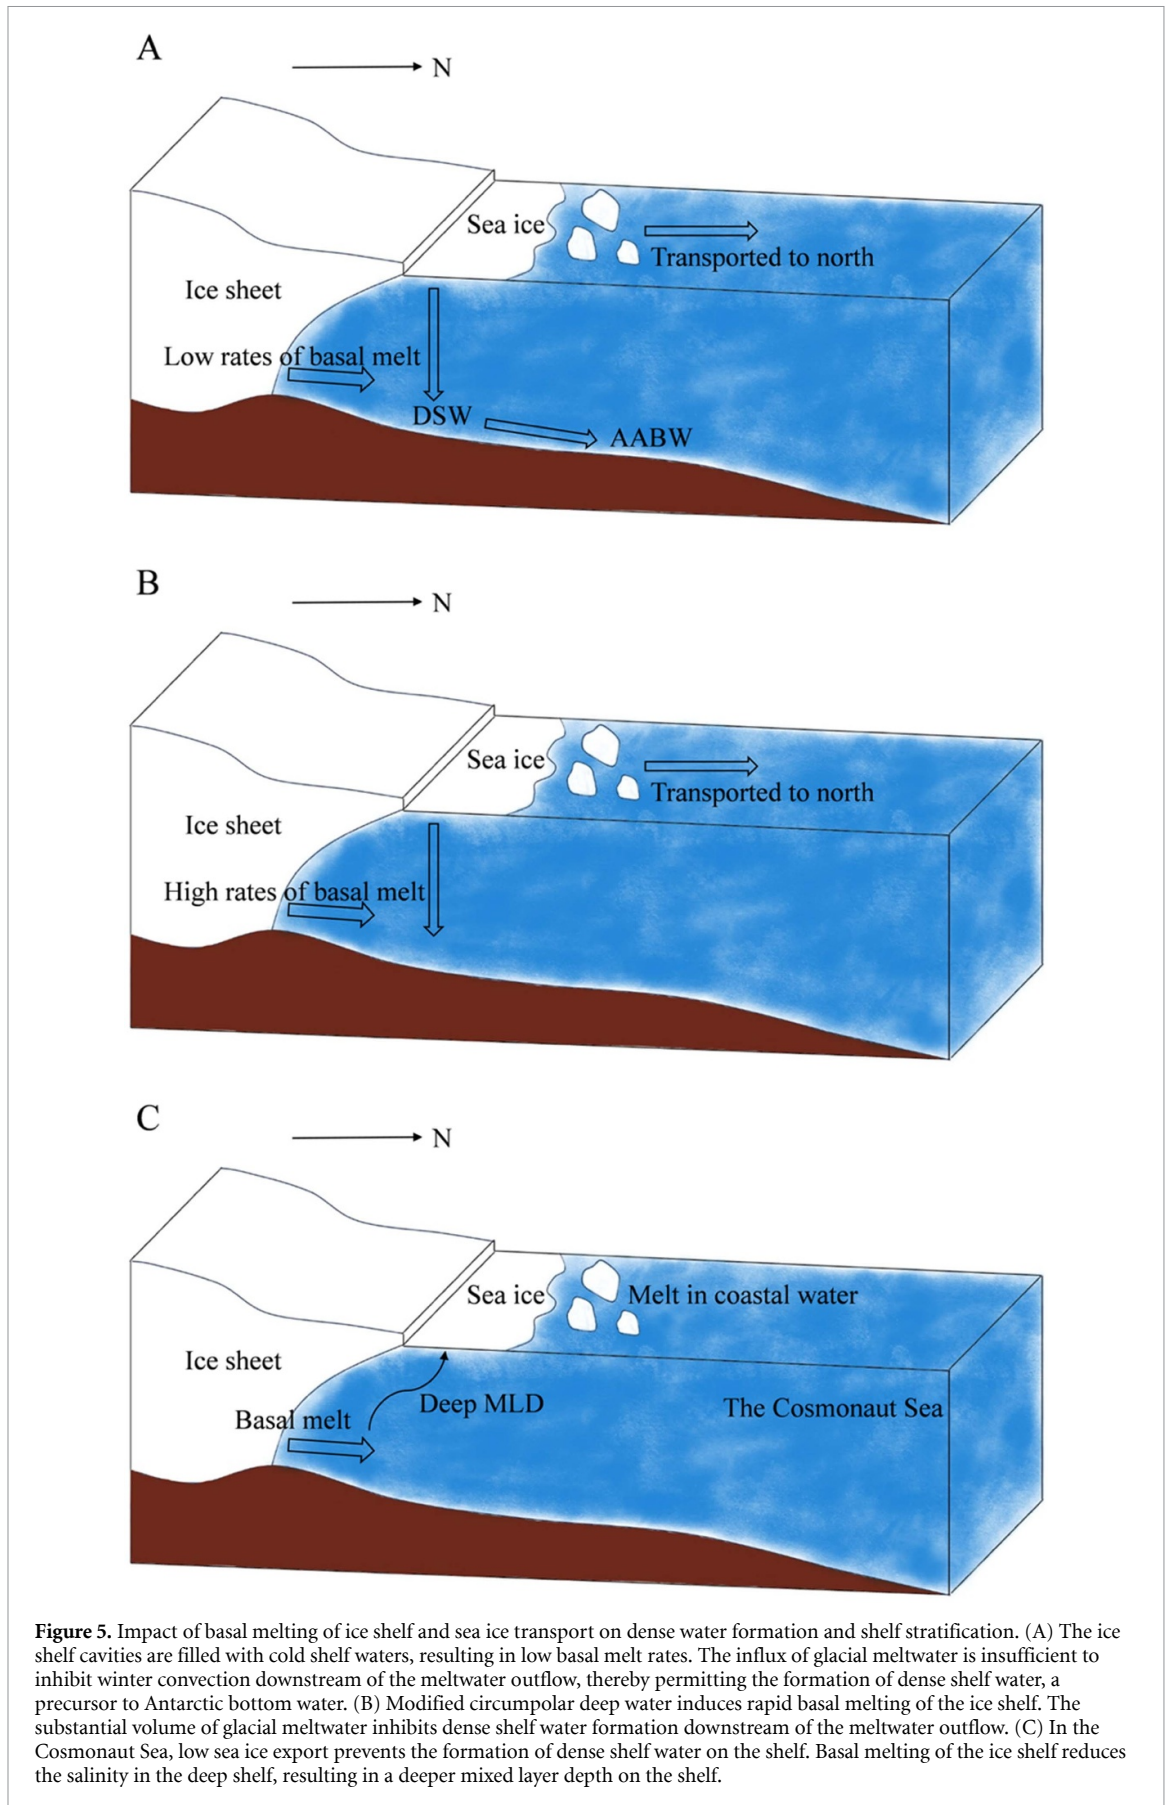 A
N
Sea ice
Transported to north
Ice sheet
Low rates of basal melt
DSW
AABW
B
N
Sea ice
Transported to north
Ice sheet
High rates of basal melt
C
N
Sea ice
Melt in coastal water
Ice sheet
Deep MLD
The Cosmonaut Sea
Basal melt
Figure 5. Impact of basal melting of ice shelf and sea ice transport on dense water formation and shelf stratification. (A) The ice
shelf cavities are filled with cold shelf waters, resulting in low basal melt rates. The influx of glacial meltwater is insufficient to
inhibit winter convection downstream of the meltwater outflow, thereby permitting the formation of dense shelf water, a
precursor to Antarctic bottom water. (B) Modified circumpolar deep water induces rapid basal melting of the ice shelf. The
substantial volume of glacial meltwater inhibits dense shelf water formation downstream of the meltwater outflow. (C) In the
Cosmonaut Sea, low sea ice export prevents the formation of dense shelf water on the shelf. Basal melting of the ice shelf reduces
the salinity in the deep shelf, resulting in a deeper mixed layer depth on the shelf.